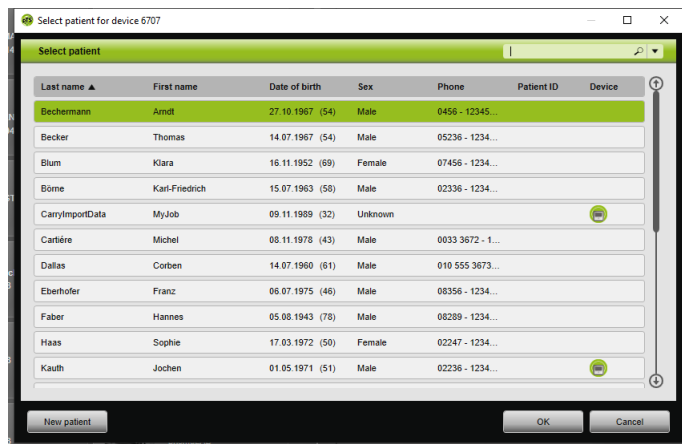 Select patient for device 6707
Select patient
Last name ▲ First name Date of birth Sex Phone Patient ID Device
Bechermann Arndt 27.10.1967 (54) Male 0456 - 12345...
Becker Thomas 14.07.1967 (54) Male 05236 - 1234...
Blum Klara 16.11.1952 (69) Female 07456 - 1234...
Börne Karl-Friedrich 15.07.1963 (58) Male 02336 - 1234...
CarryImportData MyJob 09.11.1989 (32) Unknown
Cartiére Michel 08.11.1978 (43) Male 0033 3672 - 1...
Dallas Corben 14.07.1960 (61) Male 010 555 3673...
Eberhofer Franz 06.07.1975 (46) Male 08356 - 1234...
Faber Hannes 05.08.1943 (78) Male 08289 - 1234...
Haas Sophie 17.03.1972 (50) Female 02247 - 1234...
Kauth Jochen 01.05.1971 (51) Male 02236 - 1234...
New patient OK Cancel